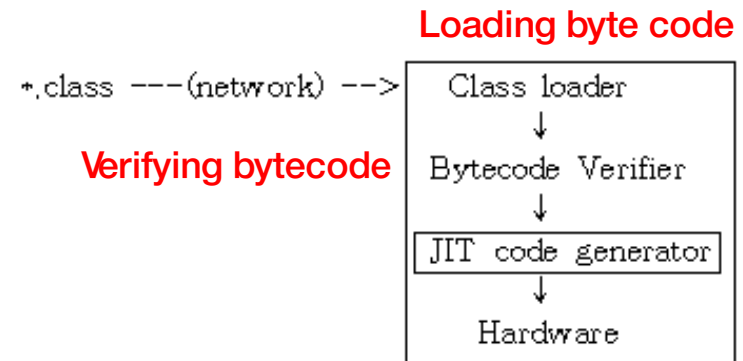 Loading byte code
*.class ---(network) --> Class loader
↓
Verifying bytecode Bytecode Verifier
↓
JIT code generator
↓
Hardware